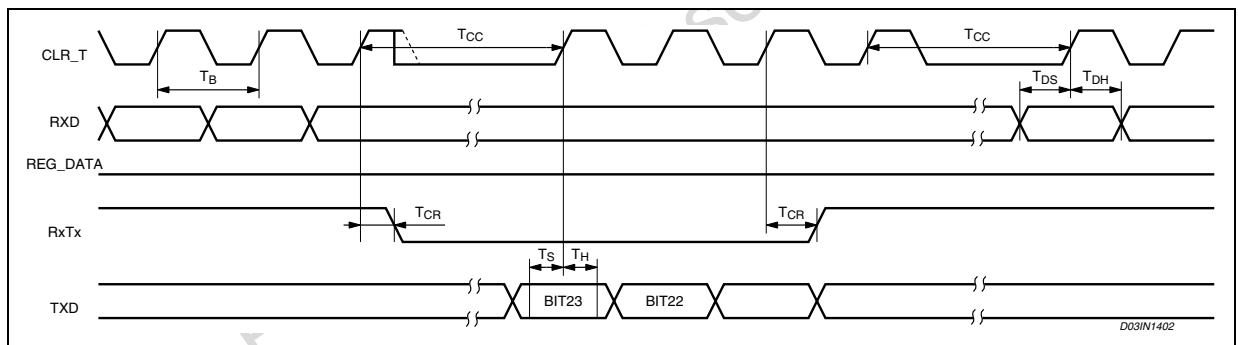 CLR_T
TCC
TCC
TB
TDS
TDH
RXD
REG_DATA
RxTx
TCR
TCR
TS
TH
TXD
BIT23
BIT22
D03IN1402